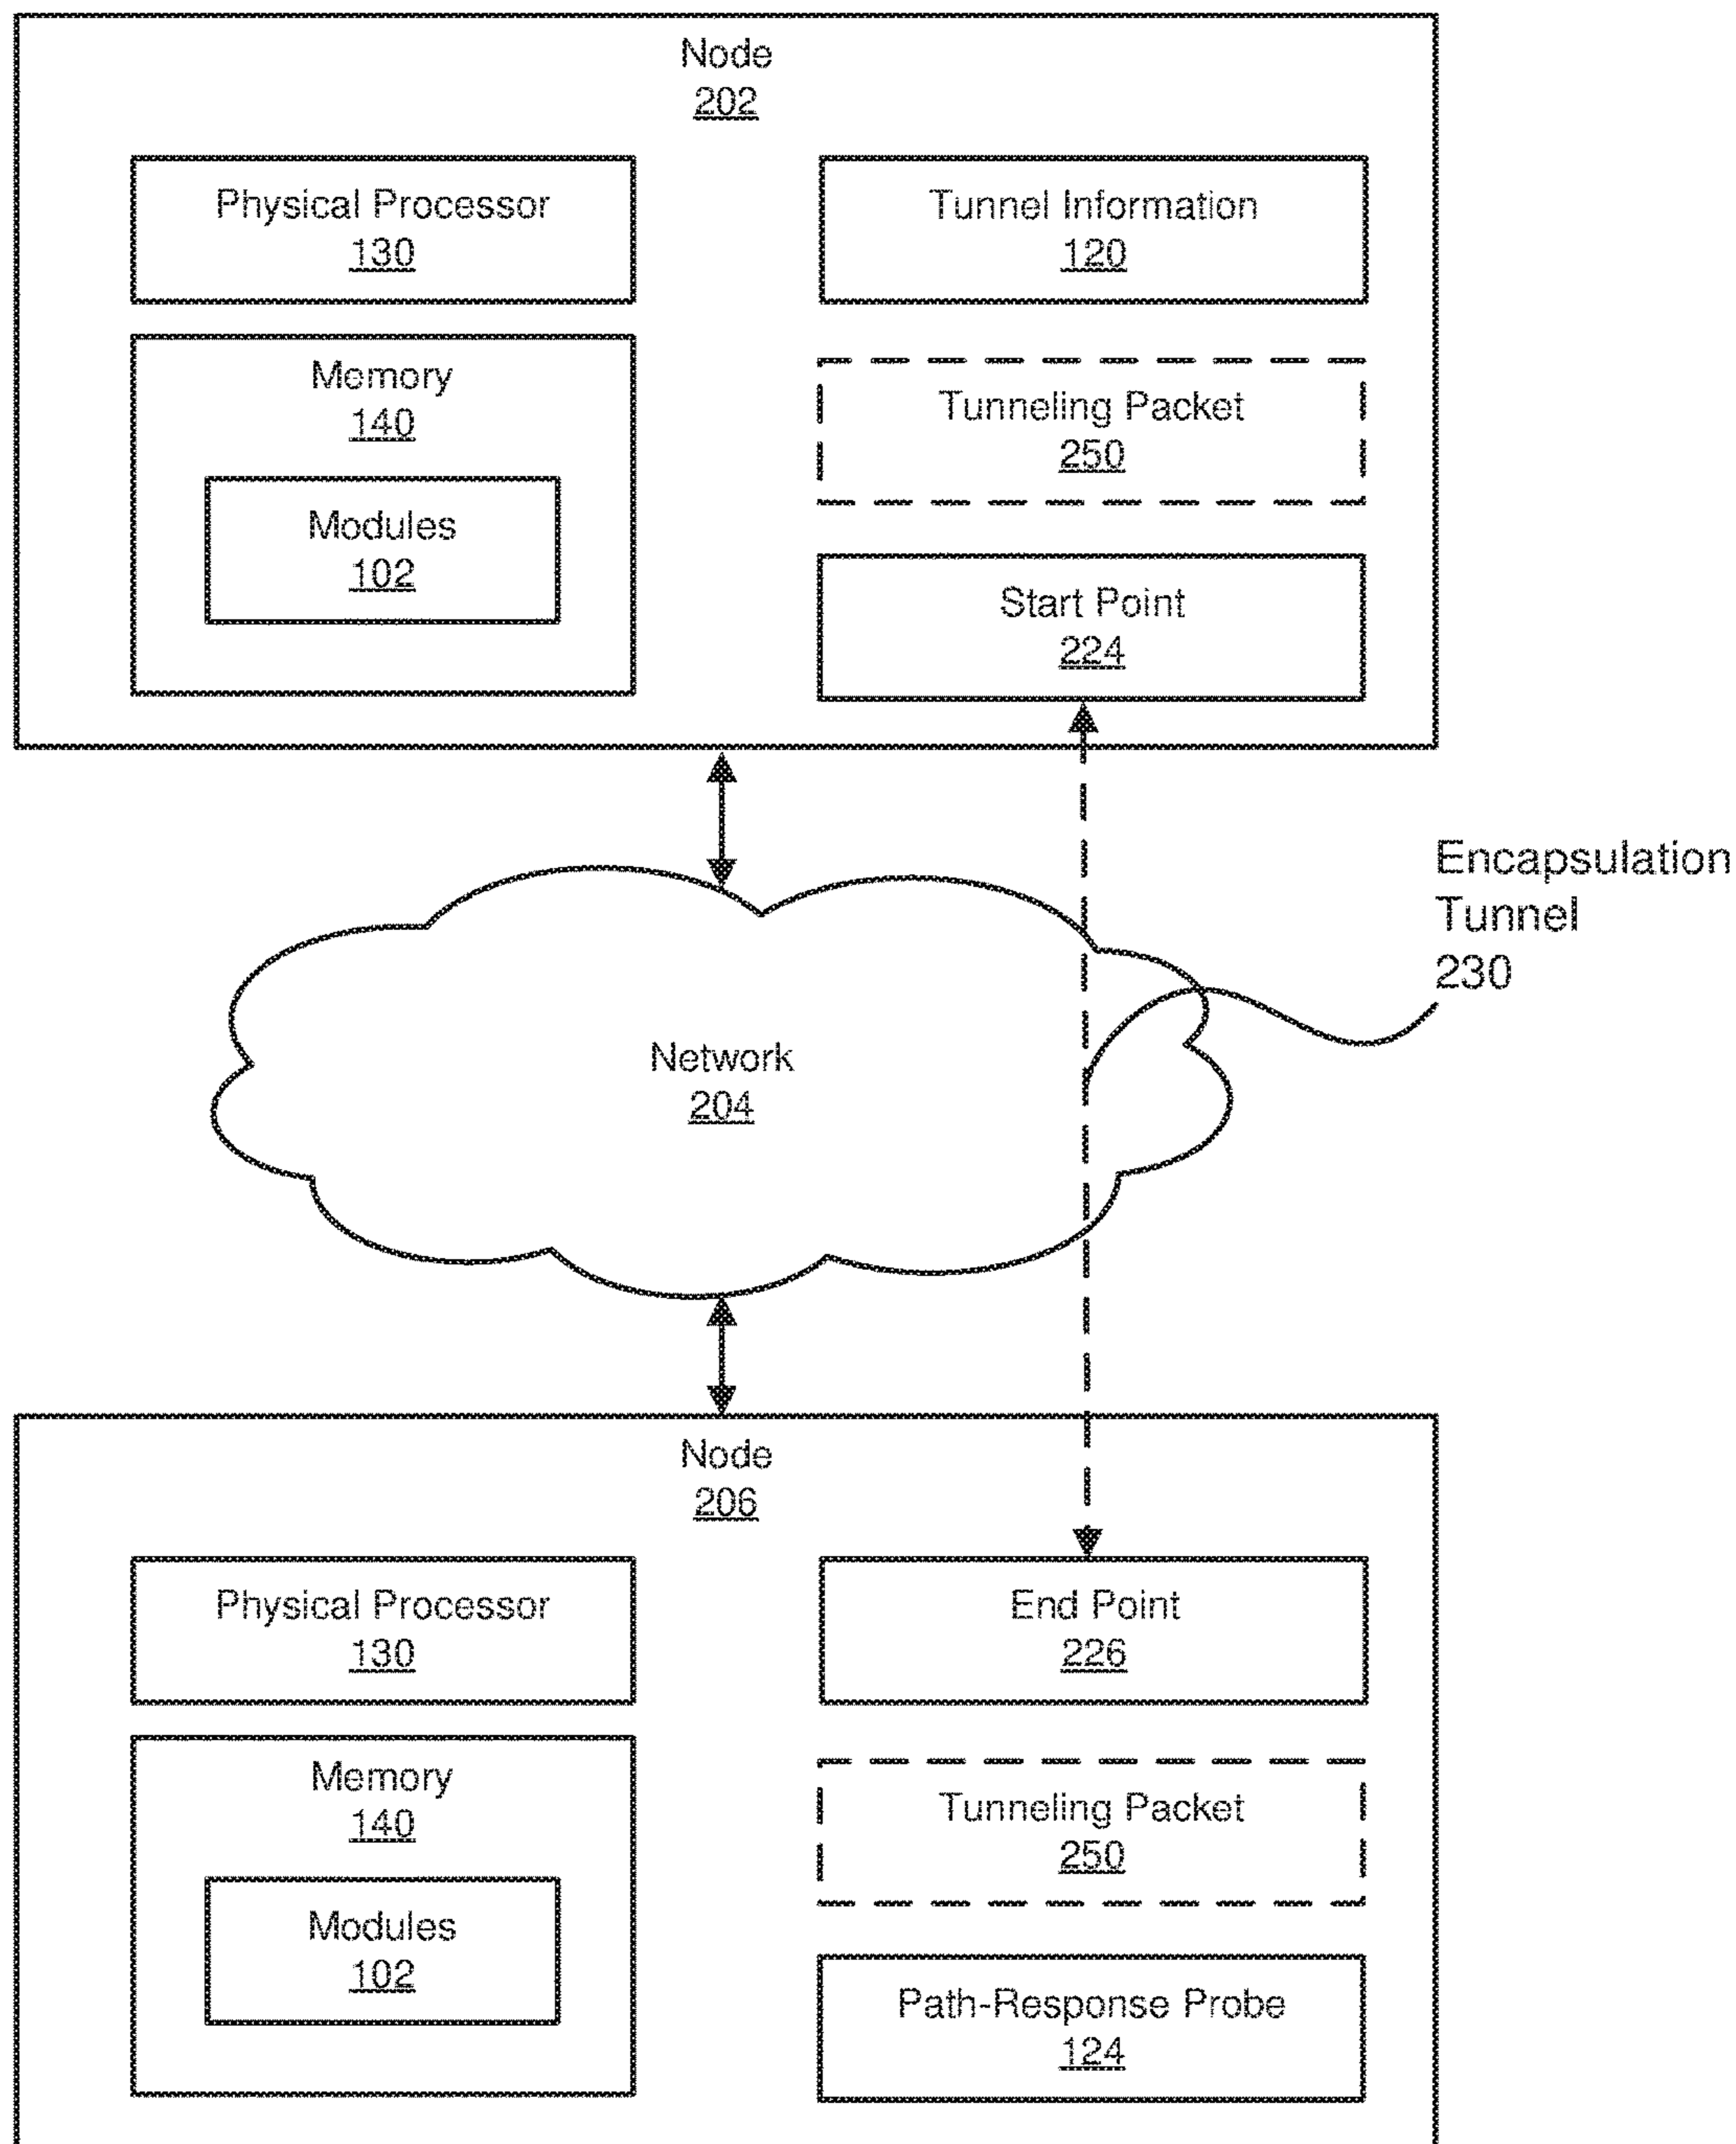 Node
202
Physical Processor
130
Tunnel Information
120
Memory
140
Modules
102
Tunneling Packet
250
Start Point
224
Encapsulation
Tunnel
230
Network
204
Node
206
Physical Processor
130
End Point
226
Memory
140
Modules
102
Tunneling Packet
250
Path-Response Probe
124